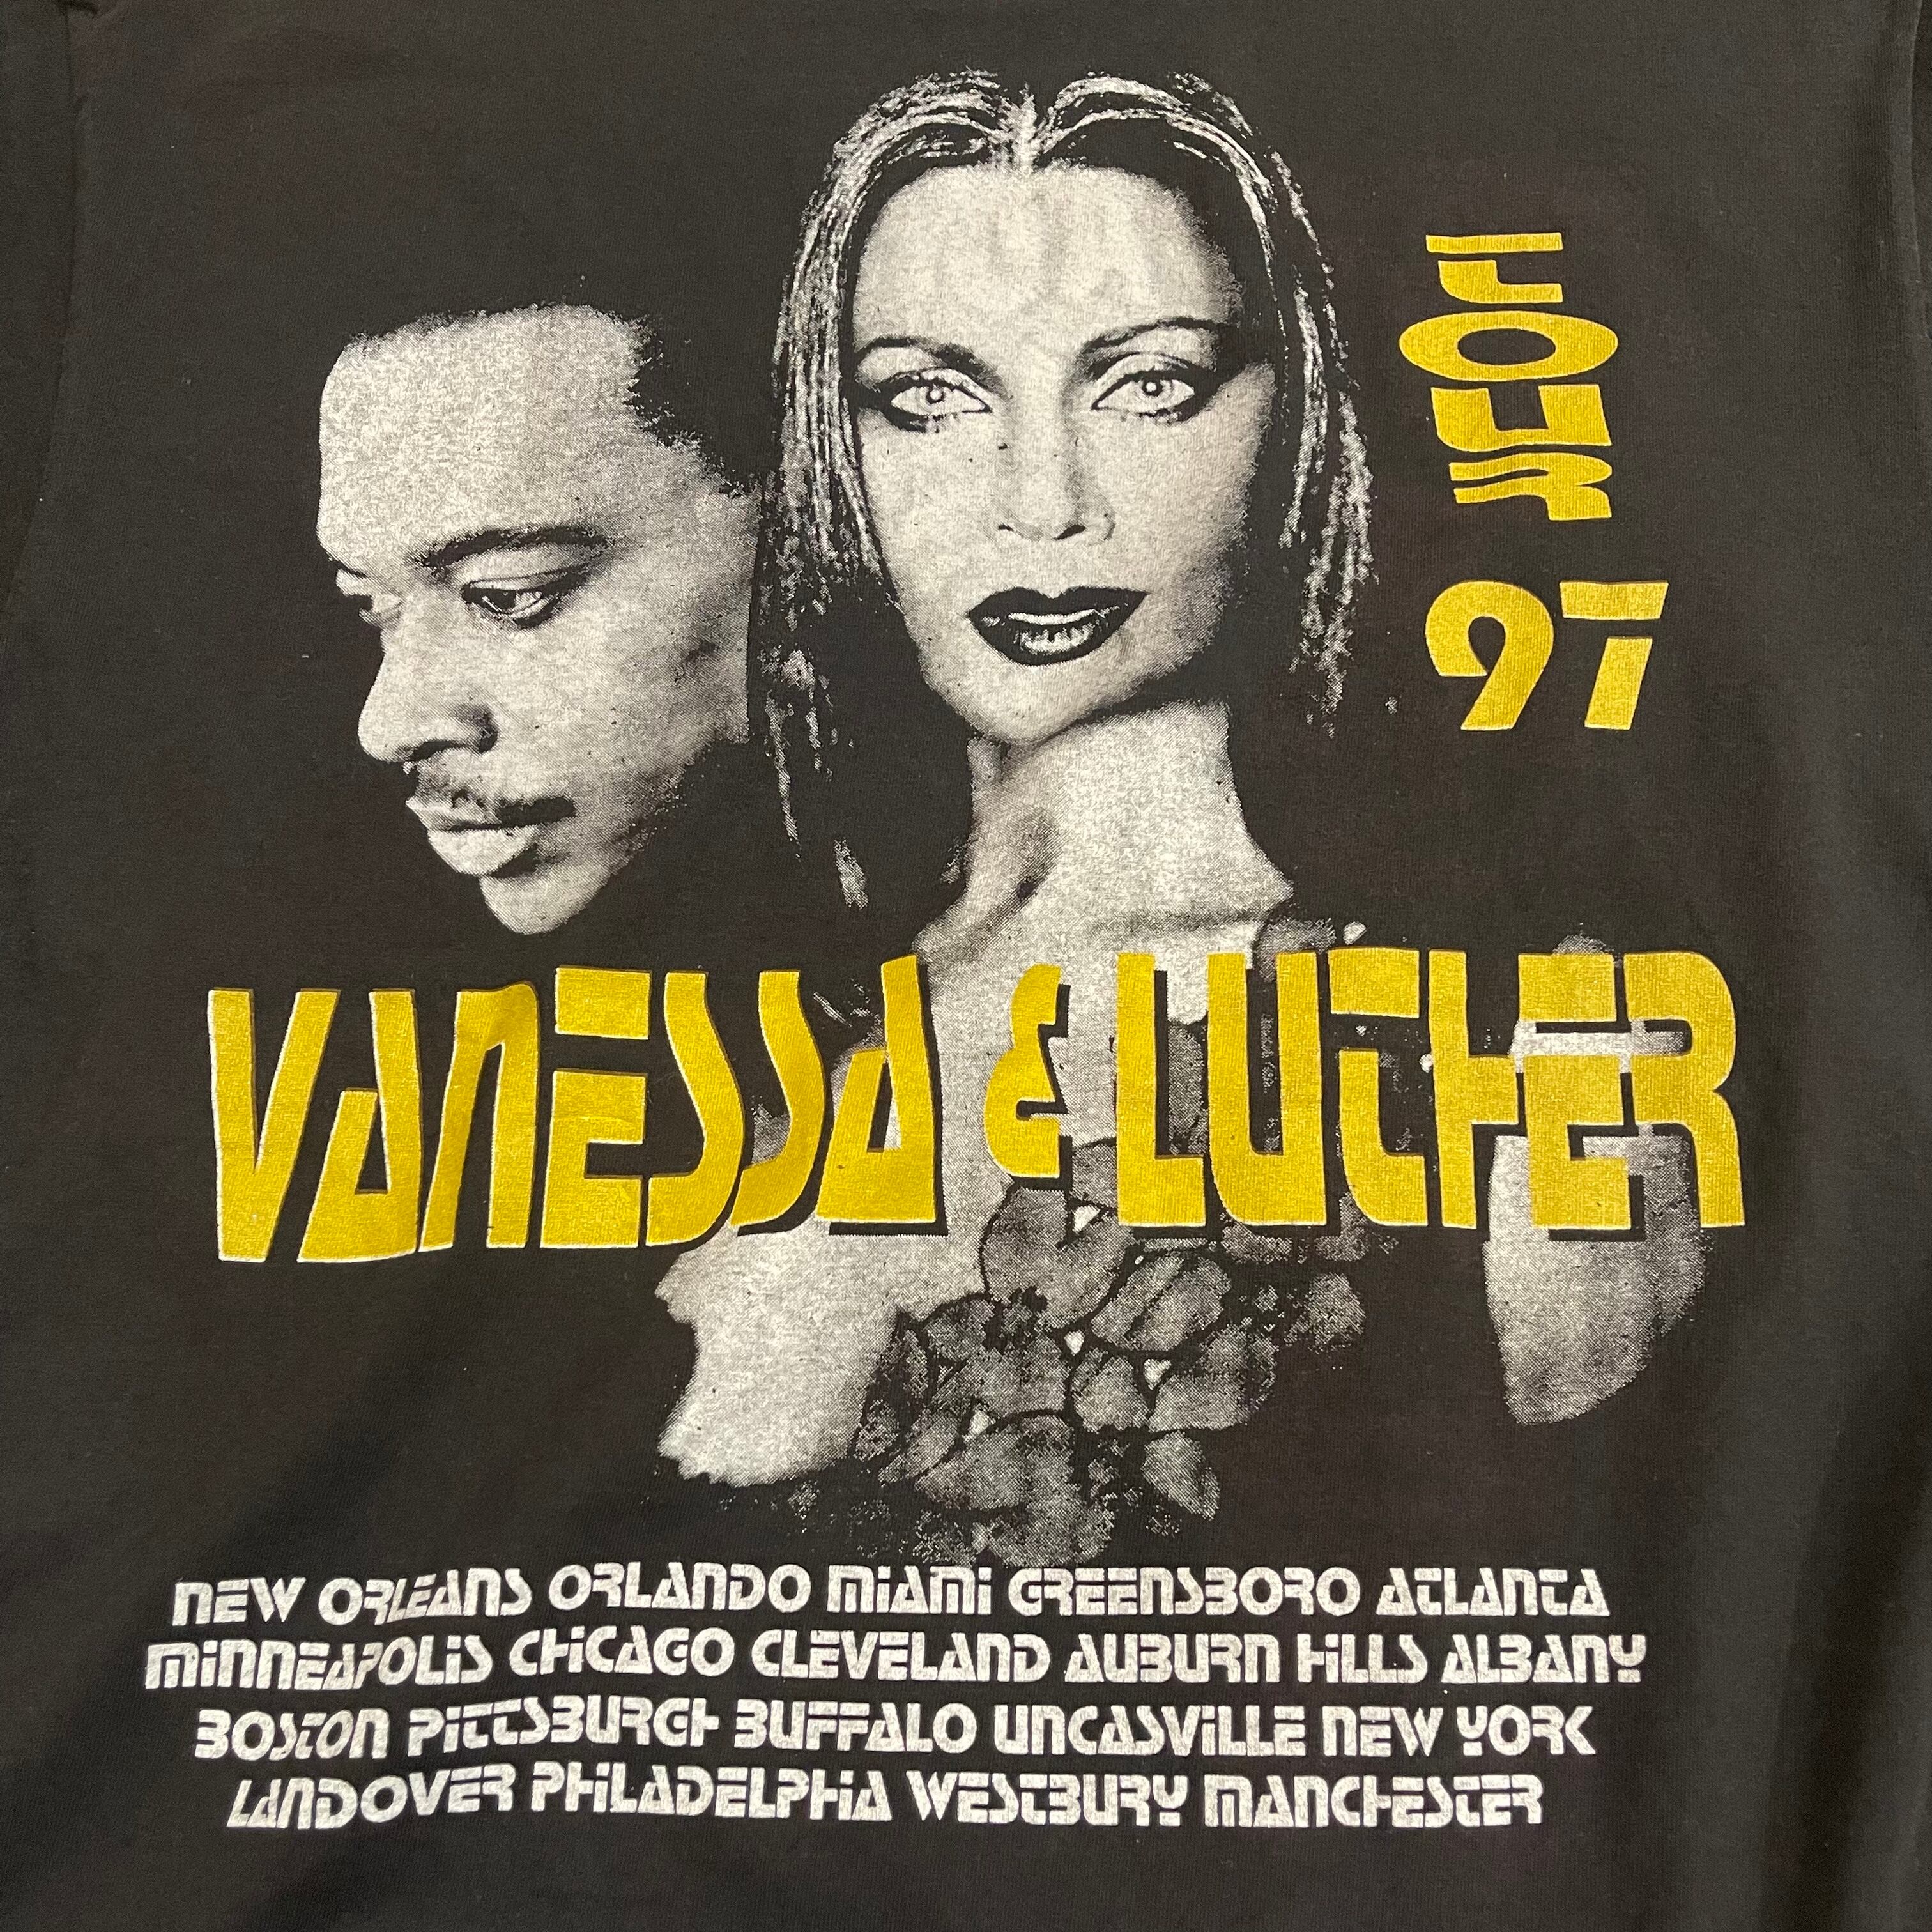 TOUR
97
VANESSA & LUTHER
NEW ORLEANS ORLANDO MIAMI GREENSBORO ATLANTA
MINNEAPOLIS CHICAGO CLEVELAND AUBURN HILLS ALBANY
BOSTON PITTSBURGH BUFFALO UNCASVILLE NEW YORK
LANDOVER PHILADELPHIA WESTBURY MANCHESTER